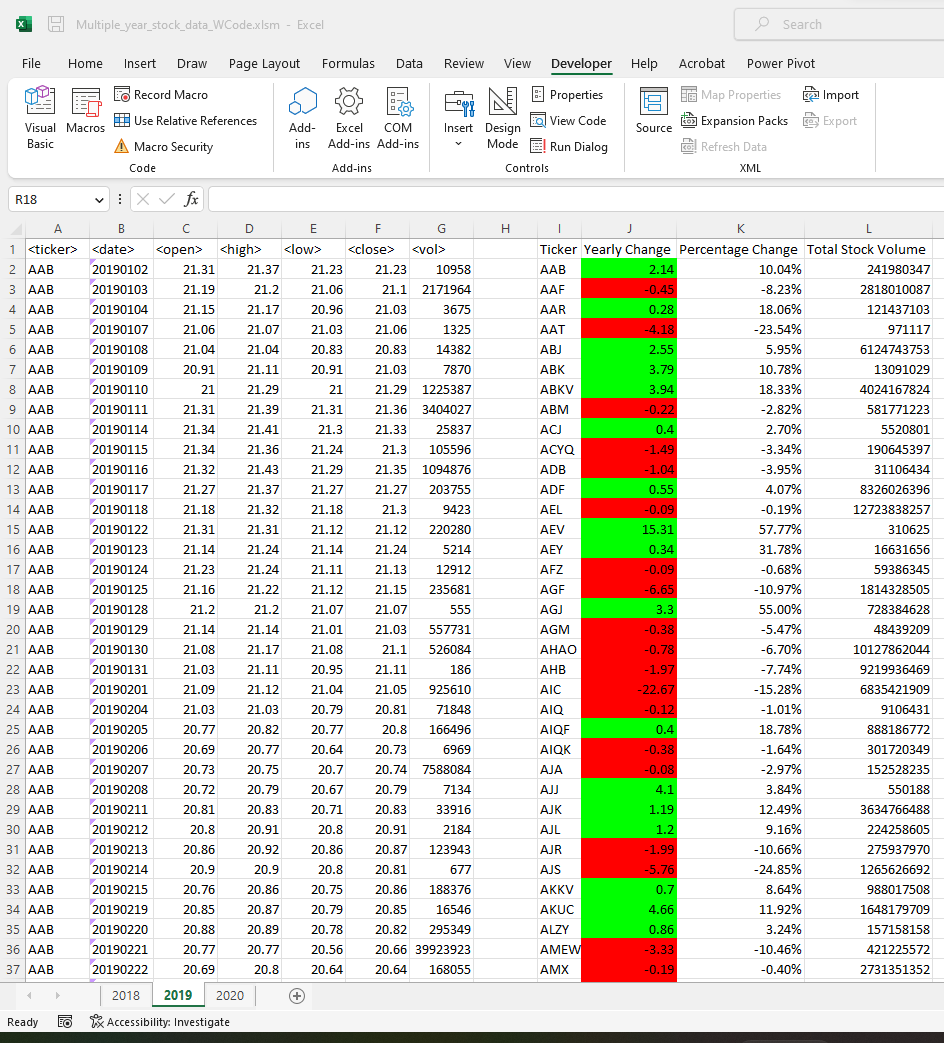 Multiple_year_stock_data_WCode.xlsm - Excel
Search
File Home Insert Draw Page Layout Formulas Data Review View Developer Help Acrobat Power Pivot
Visual Basic
Macros
Record Macro
Use Relative References
Macro Security
Code
Add-ins
Excel Add-ins
COM Add-ins
Add-ins
Insert
Design Mode
Properties
View Code
Run Dialog
Controls
Source
Map Properties
Expansion Packs
Refresh Data
Import
Export
XML
R18 fx
A B C D E F G H I J K L
1 <ticker> <date> <open> <high> <low> <close> <vol> Ticker Yearly Change Percentage Change Total Stock Volume
2 AAB 20190102 21.31 21.37 21.23 21.23 10958 AAB 2.14 10.04% 241980347
3 AAB 20190103 21.19 21.2 21.06 21.1 2171964 AAF -0.45 -8.23% 2818010087
4 AAB 20190104 21.15 21.17 20.96 21.03 3675 AAR 0.28 18.06% 121437103
5 AAB 20190107 21.06 21.07 21.03 21.06 1325 AAT -4.18 -23.54% 971117
6 AAB 20190108 21.04 21.04 20.83 20.83 14382 ABJ 2.55 5.95% 6124743753
7 AAB 20190109 20.91 21.11 20.91 21.03 7870 ABK 3.79 10.78% 13091029
8 AAB 20190110 21 21.29 21 21.29 1225387 ABKV 3.94 18.33% 4024167824
9 AAB 20190111 21.31 21.39 21.31 21.36 3404027 ABM -0.22 -2.82% 581771223
10 AAB 20190114 21.34 21.41 21.3 21.33 25837 ACJ 0.4 2.70% 5520801
11 AAB 20190115 21.34 21.36 21.24 21.3 105596 ACYQ -1.49 -3.34% 190645397
12 AAB 20190116 21.32 21.43 21.29 21.35 1094876 ADB -1.04 -3.95% 31106434
13 AAB 20190117 21.27 21.37 21.27 21.27 203755 ADF 0.55 4.07% 8326026396
14 AAB 20190118 21.18 21.32 21.18 21.3 9423 AEL -0.09 -0.19% 12723838257
15 AAB 20190122 21.31 21.31 21.12 21.12 220280 AEV 15.31 57.77% 310625
16 AAB 20190123 21.14 21.24 21.14 21.24 5214 AEY 0.34 31.78% 16631656
17 AAB 20190124 21.23 21.24 21.11 21.13 12912 AFZ -0.09 -0.68% 59386345
18 AAB 20190125 21.16 21.22 21.12 21.15 235681 AGF -6.65 -10.97% 1814328505
19 AAB 20190128 21.2 21.2 21.07 21.07 555 AGJ 3.3 55.00% 728384628
20 AAB 20190129 21.14 21.14 21.01 21.03 557731 AGM -0.38 -5.47% 48439209
21 AAB 20190130 21.08 21.17 21.08 21.1 526084 AHAO -0.78 -6.70% 10127862044
22 AAB 20190131 21.03 21.11 20.95 21.11 186 AHB -1.97 -7.74% 9219936469
23 AAB 20190201 21.09 21.12 21.04 21.05 925610 AIC -22.67 -15.28% 6835421909
24 AAB 20190204 21.03 21.03 20.79 20.81 71848 AIQ -0.12 -1.01% 9106431
25 AAB 20190205 20.77 20.82 20.77 20.8 166496 AIQF 0.4 18.78% 888186772
26 AAB 20190206 20.69 20.77 20.64 20.73 6969 AIQK -0.38 -1.64% 301720349
27 AAB 20190207 20.73 20.75 20.7 20.74 7588084 AJA -0.08 -2.97% 152528235
28 AAB 20190208 20.72 20.79 20.67 20.79 7134 AJJ 4.1 3.84% 550188
29 AAB 20190211 20.81 20.83 20.71 20.83 33916 AJK 1.19 12.49% 3634766488
30 AAB 20190212 20.8 20.91 20.8 20.91 2184 AJL 1.2 9.16% 224258605
31 AAB 20190213 20.86 20.92 20.86 20.87 123943 AJR -1.99 -10.66% 275937970
32 AAB 20190214 20.9 20.9 20.8 20.81 677 AJS -5.76 -24.85% 1265626692
33 AAB 20190215 20.76 20.86 20.75 20.86 188376 AKKV 0.7 8.64% 988017508
34 AAB 20190219 20.85 20.87 20.79 20.85 16546 AKUC 4.66 11.92% 1648179709
35 AAB 20190220 20.88 20.89 20.78 20.82 295349 ALZY 0.86 3.24% 157158158
36 AAB 20190221 20.77 20.77 20.56 20.66 39923923 AMEW -3.33 -10.46% 421225572
37 AAB 20190222 20.69 20.8 20.64 20.64 168055 AMX -0.19 -0.40% 2731351352
2018 2019 2020
Ready Accessibility: Investigate